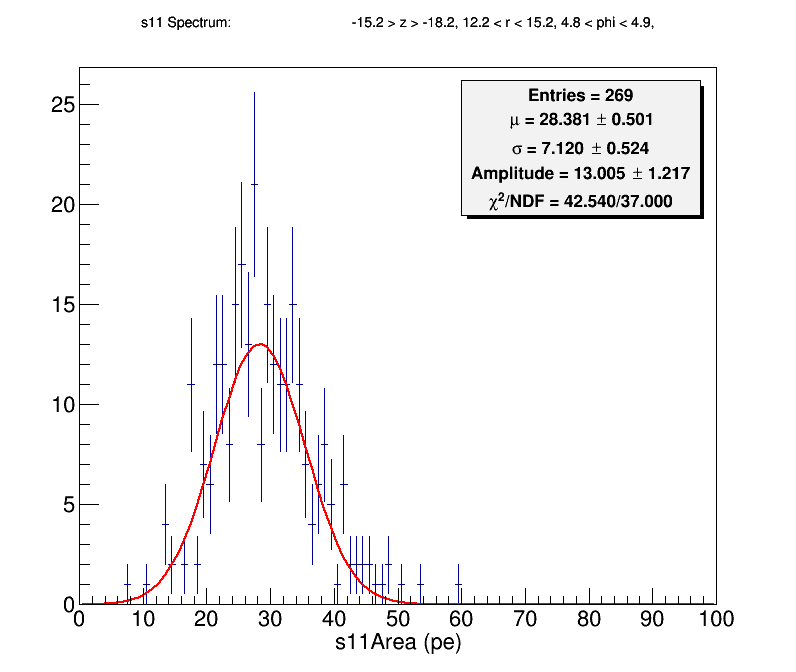 s11 Spectrum: -15.2 > z > -18.2, 12.2 < r < 15.2, 4.8 < phi < 4.9,
Entries = 269
μ = 28.381 ± 0.501
σ = 7.120 ± 0.524
Amplitude = 13.005 ± 1.217
χ²/NDF = 42.540/37.000
25
20
15
10
5
0
0 10 20 30 40 50 60 70 80 90 100
s11Area (pe)